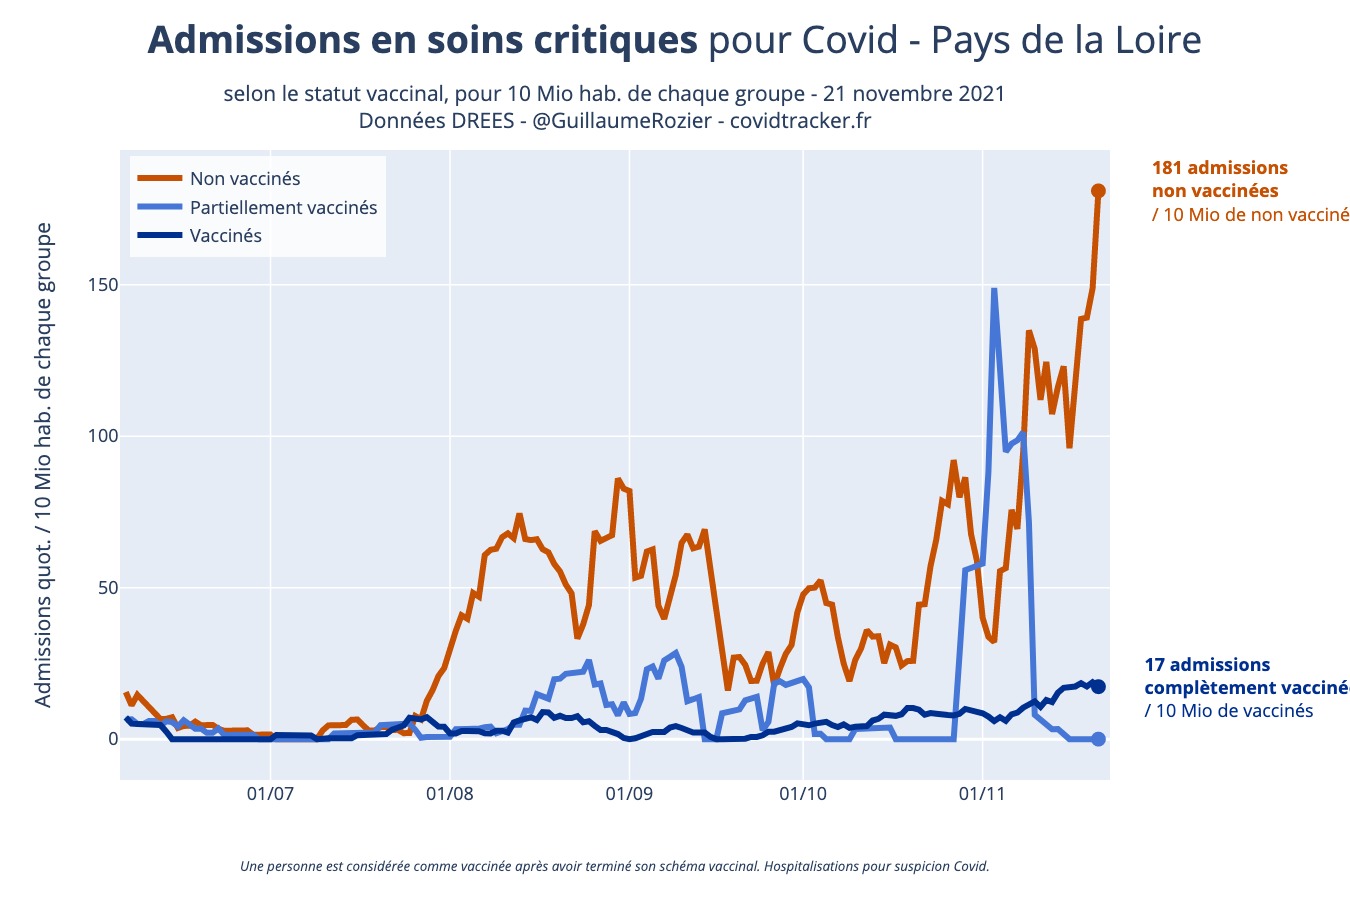 Admissions en soins critiques pour Covid - Pays de la Loire
selon le statut vaccinal, pour 10 Mio hab. de chaque groupe - 21 novembre 2021
Données DREES - @GuillaumeRozier - covidtracker.fr
Non vaccinés
Partiellement vaccinés
Vaccinés
Admissions quot. / 10 Mio hab. de chaque groupe
150
100
50
0
01/07
01/08
01/09
01/10
01/11
181 admissions
non vaccinées
/ 10 Mio de non vacciné
17 admissions
complètement vacciné
/ 10 Mio de vaccinés
Une personne est considérée comme vaccinée après avoir terminé son schéma vaccinal. Hospitalisations pour suspicion Covid.